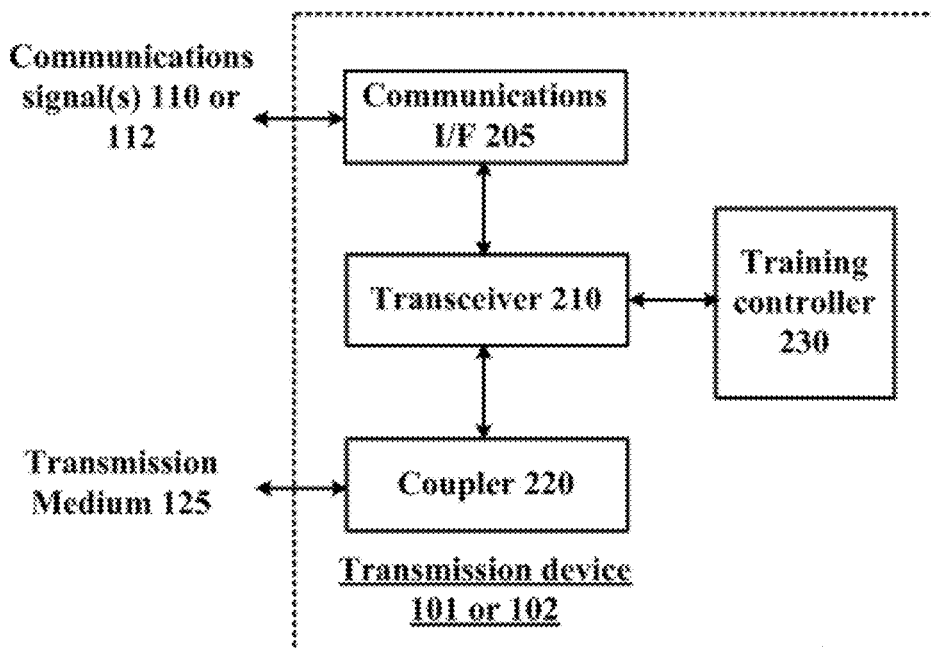 Communications
signal(s) 110 or
112
Communications
I/F 205
Transceiver 210
Training
controller
230
Transmission
Medium 125
Coupler 220
Transmission device
101 or 102